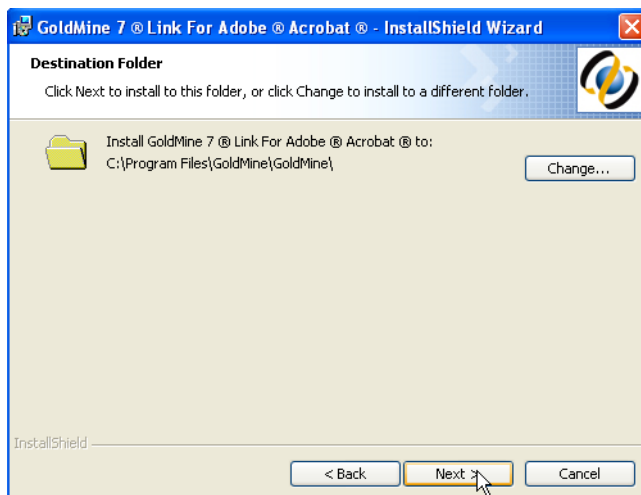 GoldMine 7 ® Link For Adobe ® Acrobat ® - InstallShield Wizard
Destination Folder
Click Next to install to this folder, or click Change to install to a different folder.
Install GoldMine 7 ® Link For Adobe ® Acrobat ® to:
C:\Program Files\GoldMine\GoldMine\
Change...
InstallShield
< Back
Next >
Cancel